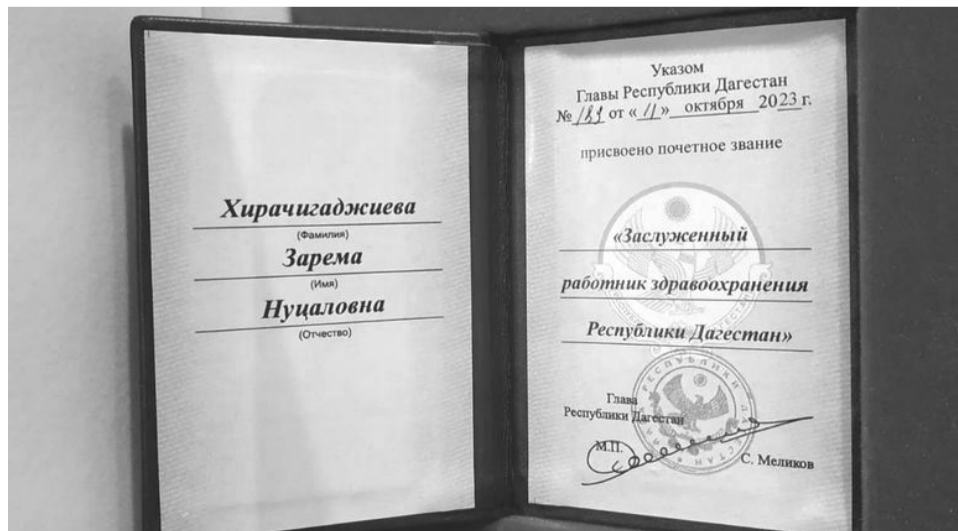 Хирачигаджиева
(Фамилия)
Зарема
(Имя)
Нуцаловна
(Отчество)
Указом
Главы Республики Дагестан
№ 189 от «11» октября 2023 г.
присвоено почетное звание
«Заслуженный
работник здравоохранения
Республики Дагестан»
Глава
Республики Дагестан
М.П.
С. Меликов